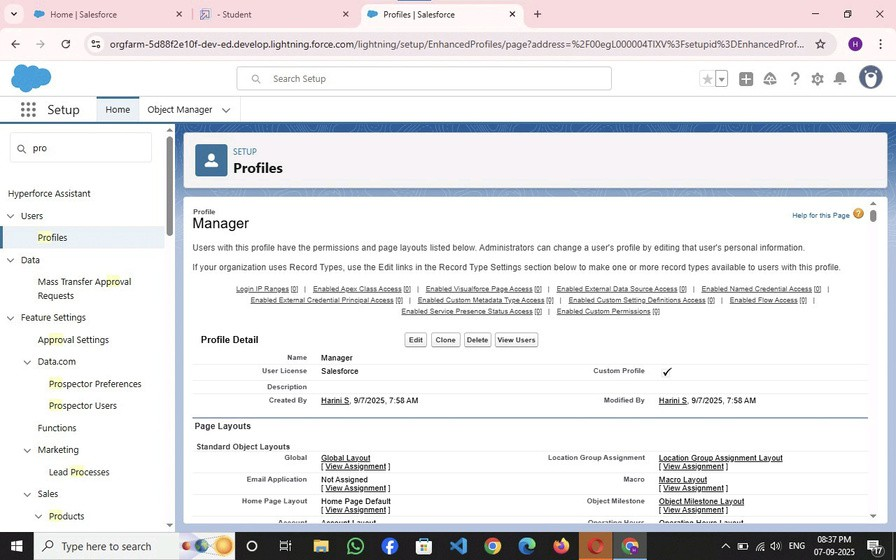 Home | Salesforce
- Student
Profiles | Salesforce
orgfarm-5d88f2e10f-dev-ed.develop.lightning.force.com/lightning/setup/EnhancedProfiles/page?address=%2F00egL000004TlXV%3Fsetupid%3DEnhancedProf...
H
Search Setup
Setup
Home
Object Manager
pro
Hyperforce Assistant
Users
Profiles
Data
Mass Transfer Approval
Requests
Feature Settings
Approval Settings
Data.com
Prospector Preferences
Prospector Users
Functions
Marketing
Lead Processes
Sales
Products
SETUP
Profiles
Profile
Manager
Help for this Page
Users with this profile have the permissions and page layouts listed below. Administrators can change a user's profile by editing that user's personal information.
If your organization uses Record Types, use the Edit links in the Record Type Settings section below to make one or more record types available to users with this profile.
Login IP Ranges [0] | Enabled Apex Class Access [0] | Enabled Visualforce Page Access [0] | Enabled External Data Source Access [0] | Enabled Named Credential Access [0] |
Enabled External Credential Principal Access [0] | Enabled Custom Metadata Type Access [0] | Enabled Custom Setting Definitions Access [0] | Enabled Flow Access [0] |
Enabled Service Presence Status Access [0] | Enabled Custom Permissions [0]
Profile Detail Edit Clone Delete View Users
Name Manager
User License Salesforce Custom Profile
Description
Created By Harini S, 9/7/2025, 7:58 AM Modified By Harini S, 9/7/2025, 7:58 AM
Page Layouts
Standard Object Layouts
Global Global Layout Location Group Assignment Location Group Assignment Layout
[ View Assignment ] [ View Assignment ]
Email Application Not Assigned Macro Macro Layout
[ View Assignment ] [ View Assignment ]
Home Page Layout Home Page Default Object Milestone Object Milestone Layout
[ View Assignment ] [ View Assignment ]
Account Account Layout Operating Hours Operating Hours Layout
Type here to search
ENG
08:37 PM
07-09-2025